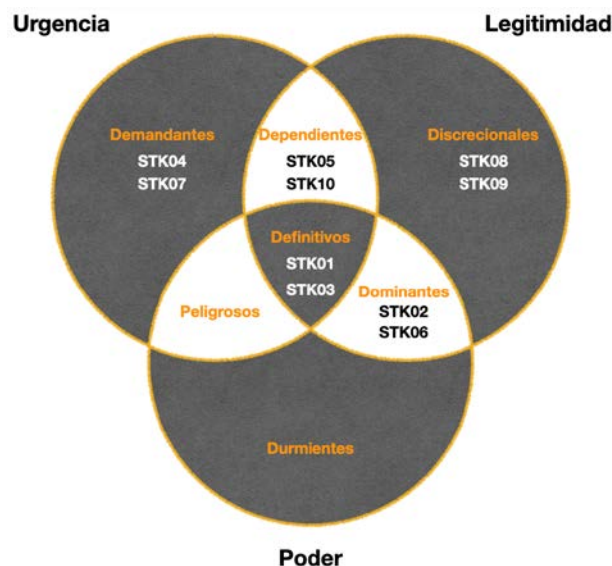 Urgencia
Legitimidad
Demandantes
STK04
STK07
Dependientes
STK05
STK10
Discrecionales
STK08
STK09
Definitivos
STK01
STK03
Peligrosos
Dominantes
STK02
STK06
Durmientes
Poder